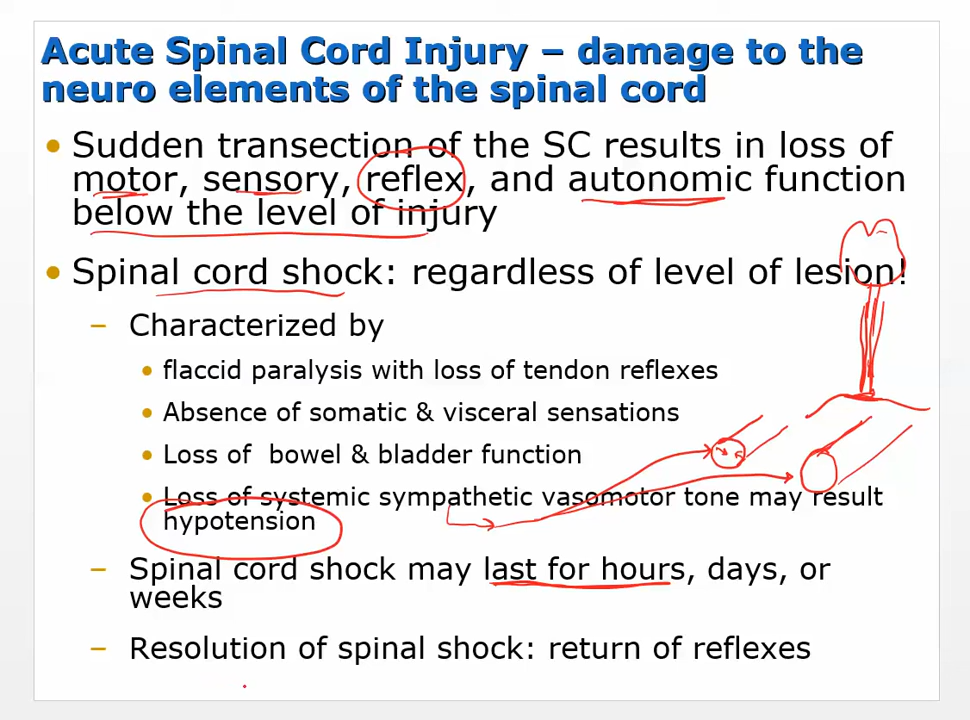 Acute Spinal Cord Injury – damage to the
neuro elements of the spinal cord
• Sudden transection of the SC results in loss of
motor, sensory, reflex, and autonomic function
below the level of injury
• Spinal cord shock: regardless of level of lesion!
– Characterized by
• flaccid paralysis with loss of tendon reflexes
• Absence of somatic & visceral sensations
• Loss of  bowel & bladder function
• Loss of systemic sympathetic vasomotor tone may result
hypotension
– Spinal cord shock may last for hours, days, or
weeks
– Resolution of spinal shock: return of reflexes